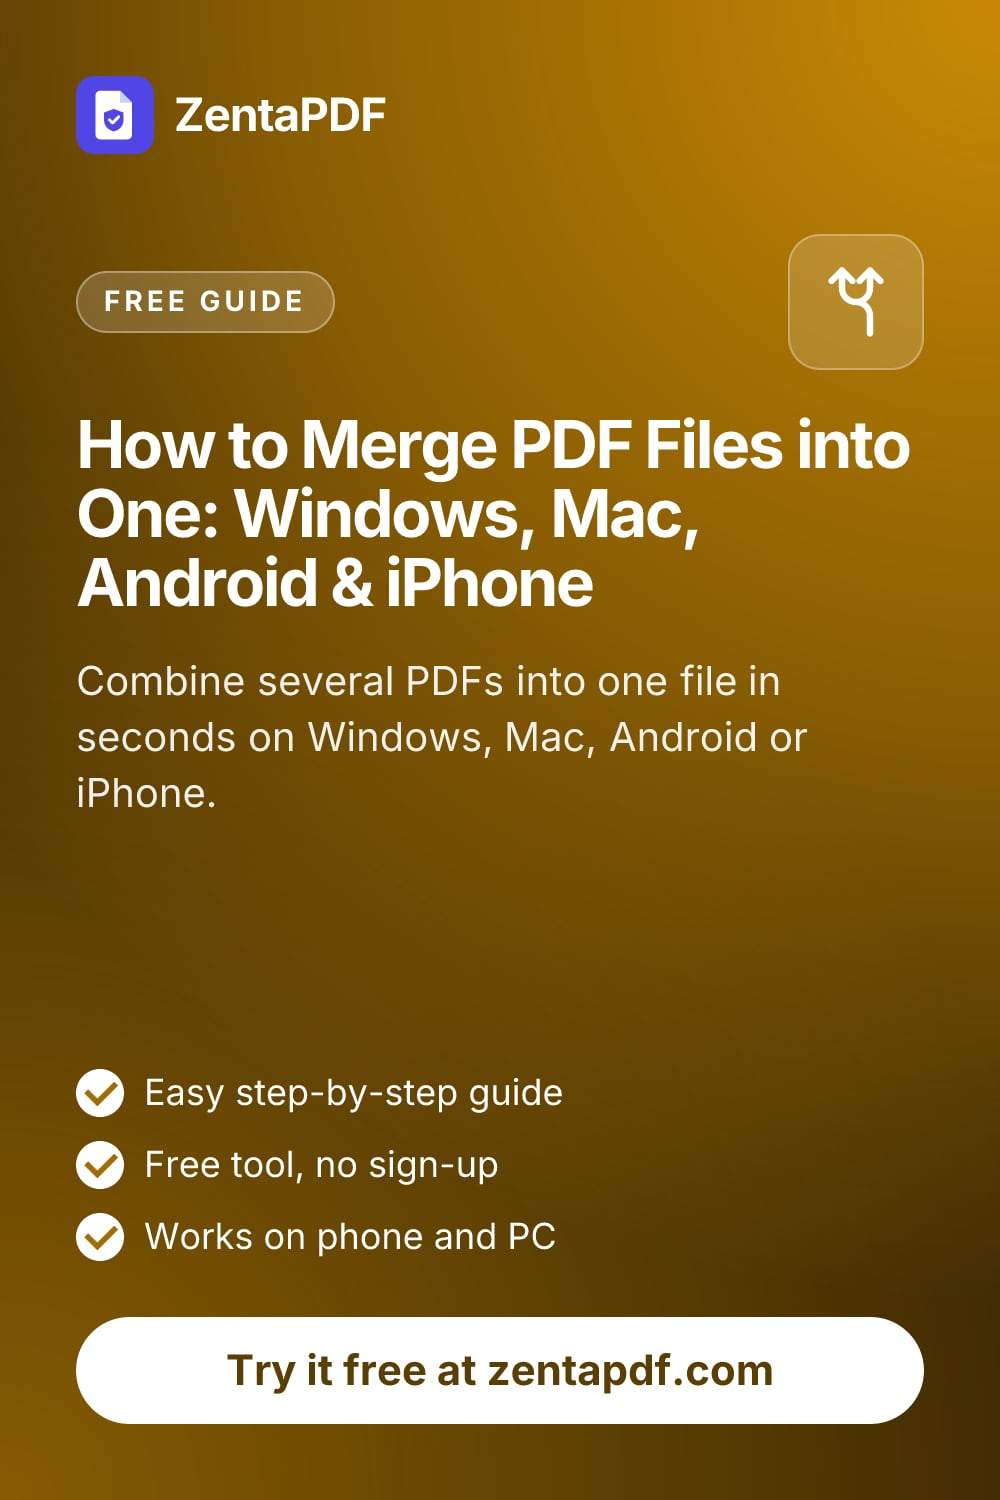 ZentaPDF
FREE GUIDE
How to Merge PDF Files into
One: Windows, Mac,
Android & iPhone
Combine several PDFs into one file in
seconds on Windows, Mac, Android or
iPhone.
Easy step-by-step guide
Free tool, no sign-up
Works on phone and PC
Try it free at zentapdf.com